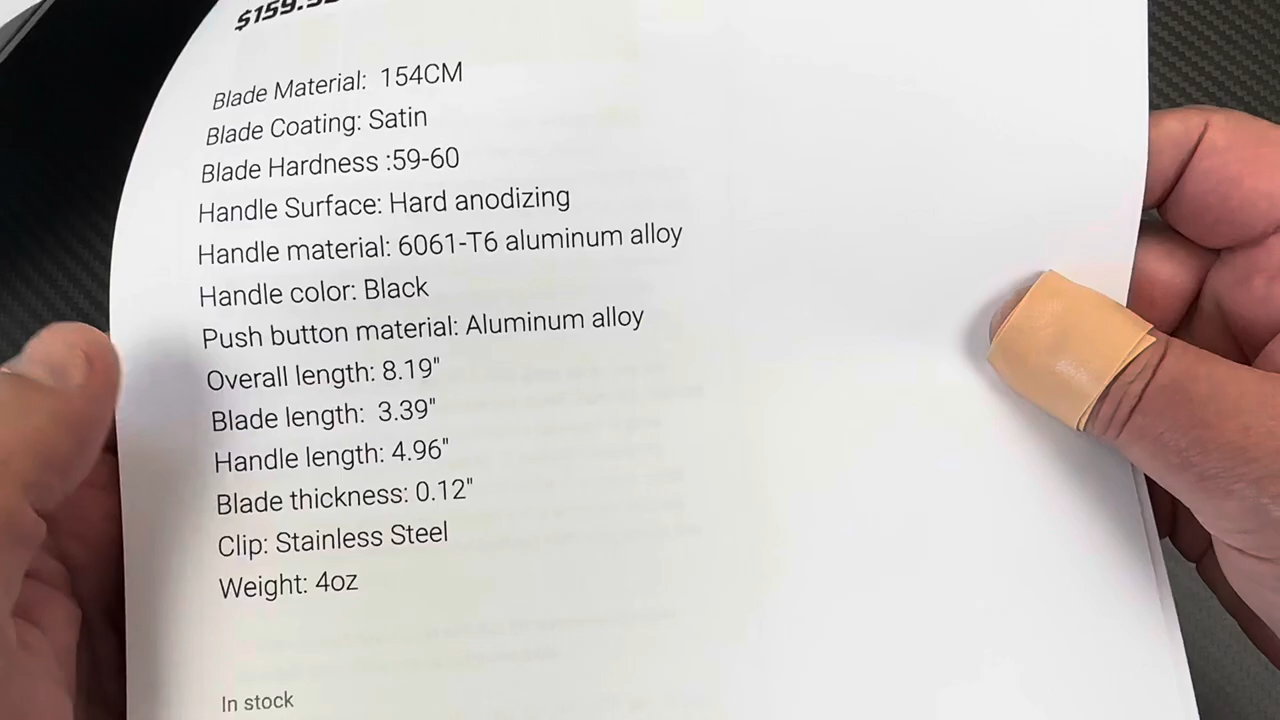 Blade Material: 154CM
Blade Coating: Satin
Blade Hardness :59-60
Handle Surface: Hard anodizing
Handle material: 6061-T6 aluminum alloy
Handle color: Black
Push button material: Aluminum alloy
Overall length: 8.19"
Blade length: 3.39"
Handle length: 4.96"
Blade thickness: 0.12"
Clip: Stainless Steel
Weight: 4oz
In stock